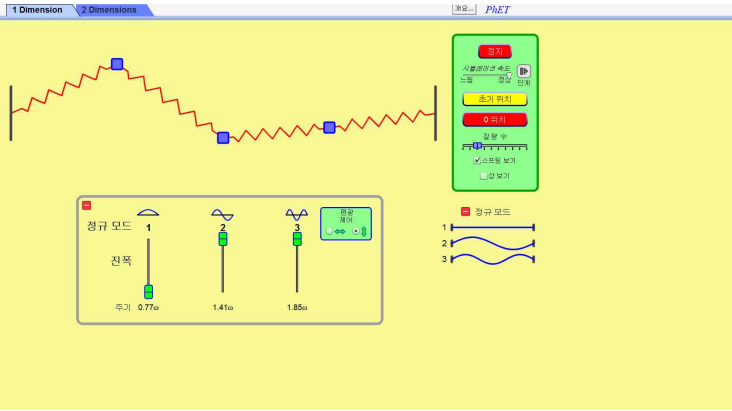 1 Dimension
2 Dimensions
개요...
PhET
정지
시뮬레이션 속도
느림
정상
단계
초기 위치
0 위치
질량 수
스프링 보기
상 보기
정규 모드
1
2
3
편광
제어:
진폭
주기
0.77ω
1.41ω
1.85ω
정규 모드
1
2
3